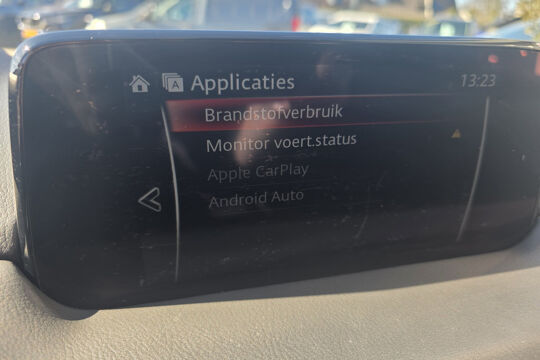 Applicaties
13:23
Brandstofverbruik
Monitor voert.status
Apple CarPlay
Android Auto